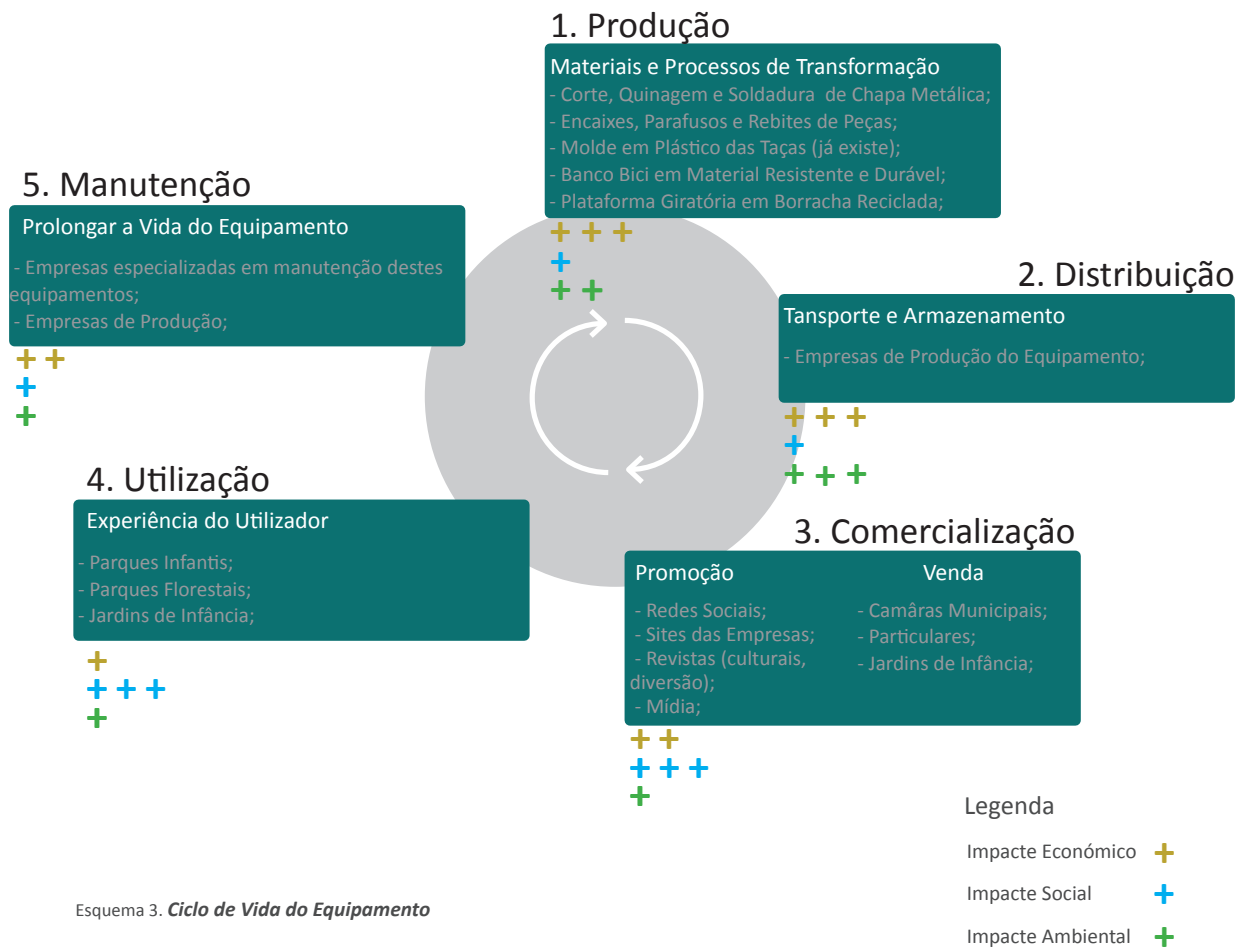 1. Produção
Materiais e Processos de Transformação
- Corte, Quinagem e Soldadura de Chapa Metálica;
- Encaixes, Parafusos e Rebites de Peças;
- Molde em Plástico das Taças (já existe);
- Banco Bici em Material Resistente e Durável;
- Plataforma Giratória em Borracha Reciclada;
2. Distribuição
Tansporte e Armazenamento
- Empresas de Produção do Equipamento;
3. Comercialização
Promoção
- Redes Sociais;
- Sites das Empresas;
- Revistas (culturais,
diversão);
- Mídia;
Venda
- Camâras Municipais;
- Particulares;
- Jardins de Infância;
4. Utilização
Experiência do Utilizador
- Parques Infantis;
- Parques Florestais;
- Jardins de Infância;
5. Manutenção
Prolongar a Vida do Equipamento
- Empresas especializadas em manutenção destes
equipamentos;
- Empresas de Produção;
Legenda
Impacte Económico
Impacte Social
Impacte Ambiental
Esquema 3. Ciclo de Vida do Equipamento